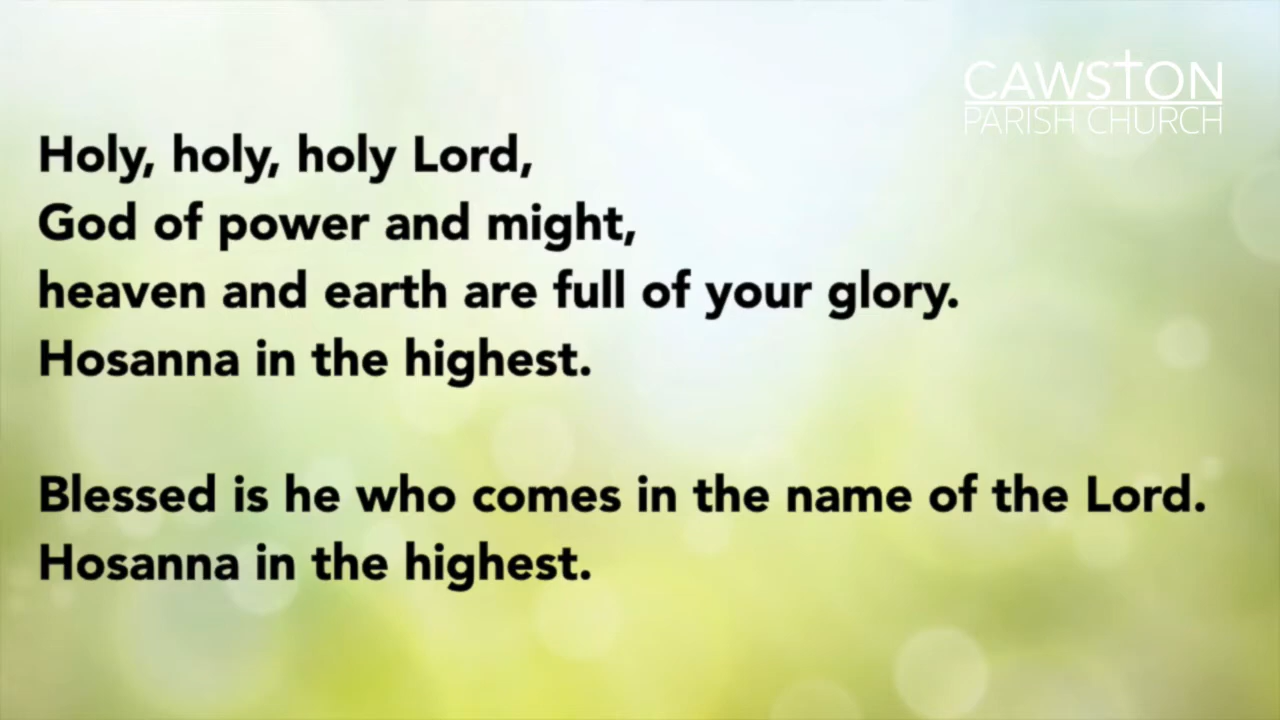 CAWSTON
PARISH CHURCH
Holy, holy, holy Lord,
God of power and might,
heaven and earth are full of your glory.
Hosanna in the highest.
Blessed is he who comes in the name of the Lord.
Hosanna in the highest.